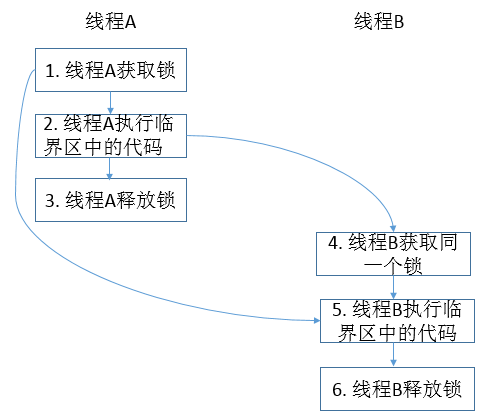 线程A
线程B
1. 线程A获取锁
2. 线程A执行临
界区中的代码
3. 线程A释放锁
4. 线程B获取同
一个锁
5. 线程B执行临
界区中的代码
6. 线程B释放锁